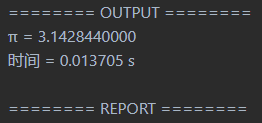 ======== OUTPUT ========
π = 3.1428440000
时间 = 0.013705 s
======== REPORT ========